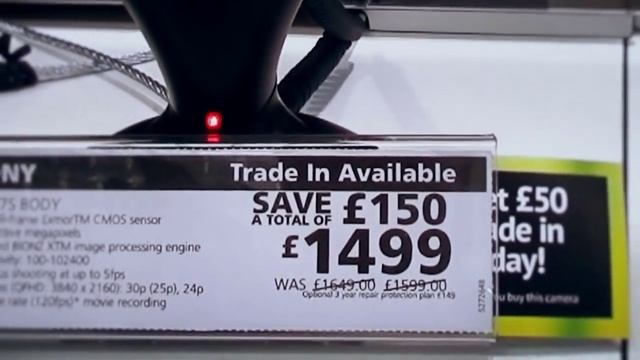 NY
Trade In Available
7S BODY
-frame ExmorTM CMOS sensor
megapixels
BIONZ XTM image processing engine
100-102400
shooting at up to 5fps
(QFHD: 3840 x 2160): 30p (25p), 24p
rate (120fps)* movie recording
SAVE
A TOTAL OF £150
£1499
WAS £1649.00 £1599.00
Optional 3 year repair protection plan £149
5272648
t £50
de in
day!
u buy this camera